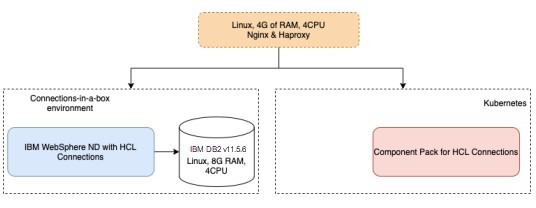 Linux, 4G of RAM, 4CPU
Nginx & Haproxy
Connections-in-a-box
environment
Kubernetes
IBM WebSphere ND with HCL
Connections
IBM DB2 v11.5.6
Linux, 8G RAM,
4CPU
Component Pack for HCL Connections